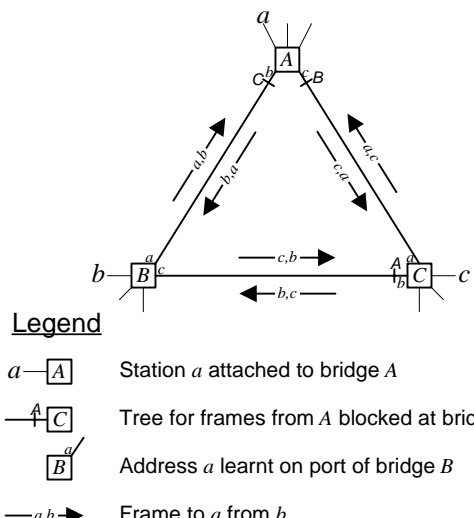 a
A
C b c B
a,b
b,a
c,a
a,c
a c,b A a
b B c C c
b,c b
Legend
a A Station a attached to bridge A
A C Tree for frames from A blocked at bri
a B Address a learnt on port of bridge B
a,b Frame to a from b